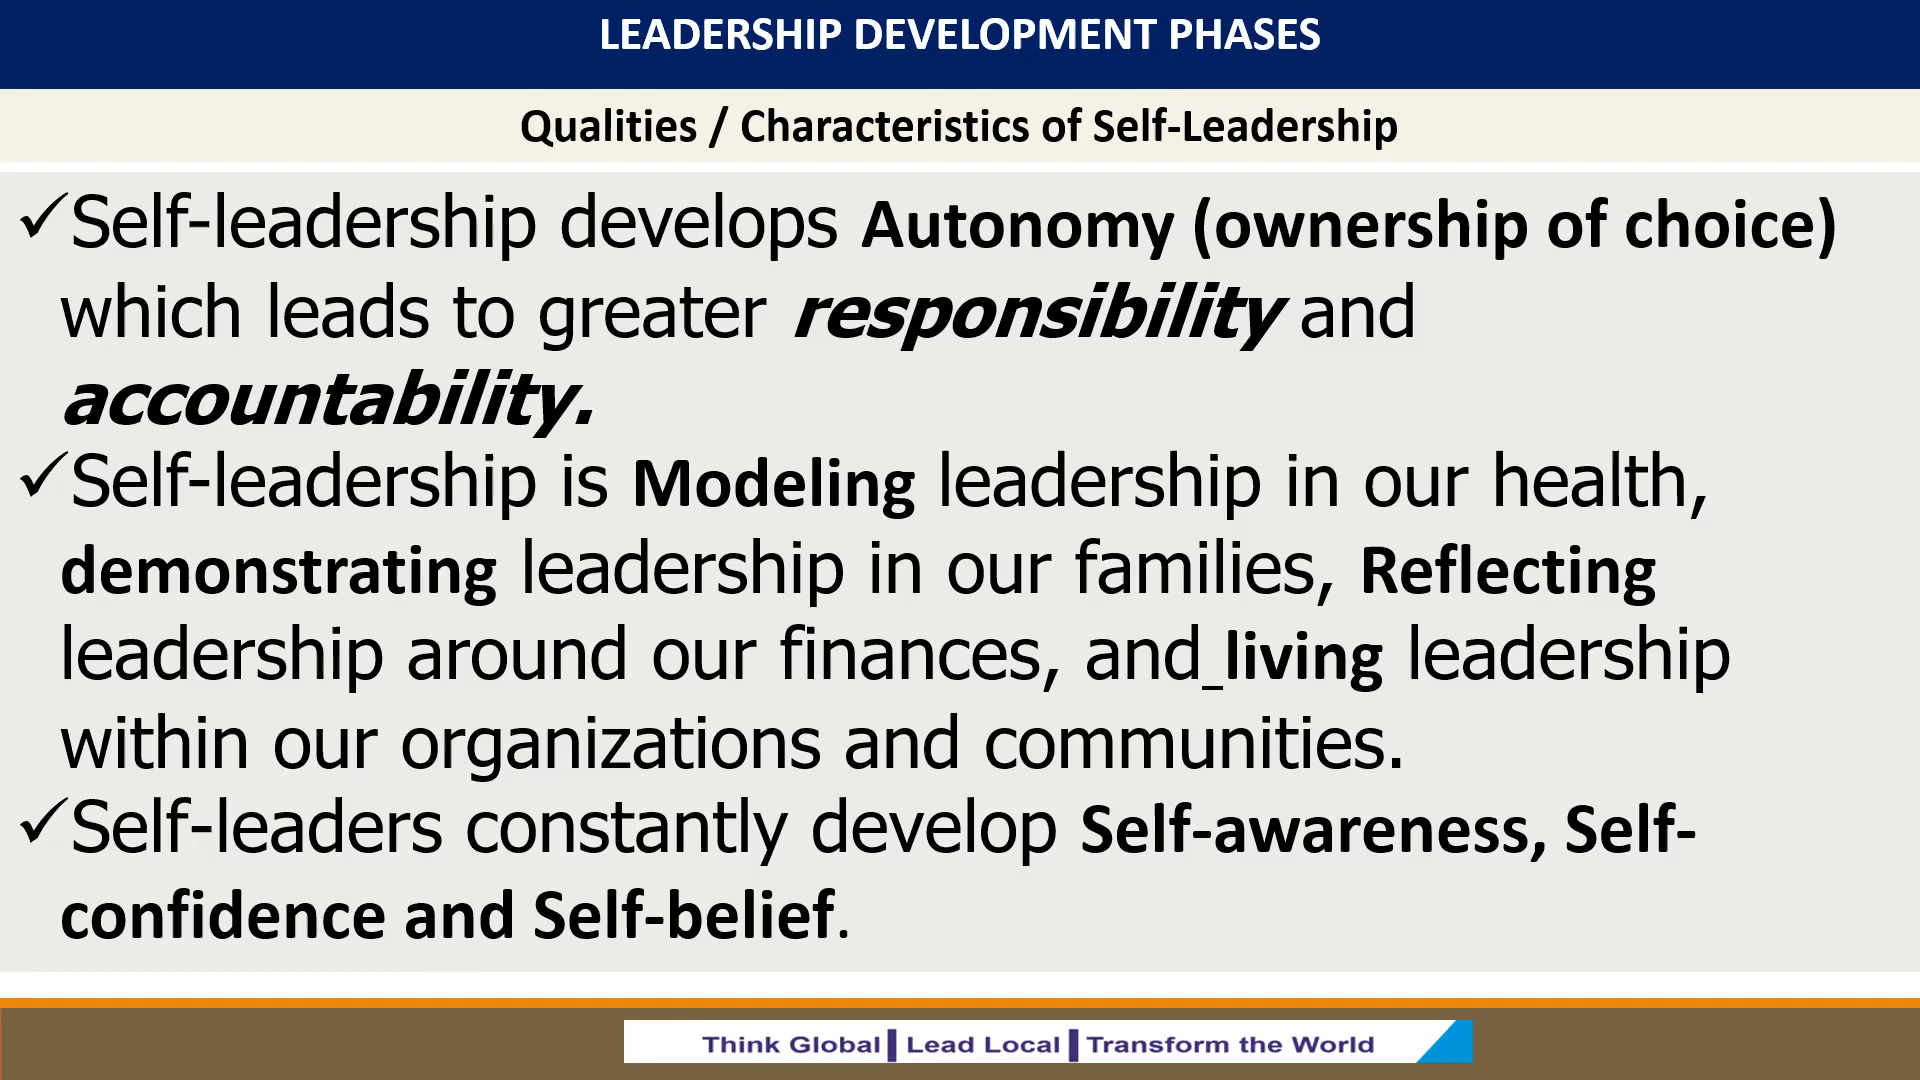 LEADERSHIP DEVELOPMENT PHASES
Qualities / Characteristics of Self-Leadership
✓Self-leadership develops Autonomy (ownership of choice)
which leads to greater responsibility and
accountability.
✓Self-leadership is Modeling leadership in our health,
demonstrating leadership in our families, Reflecting
leadership around our finances, and living leadership
within our organizations and communities.
✓Self-leaders constantly develop Self-awareness, Self-
confidence and Self-belief.
Think Global Lead Local Transform the World